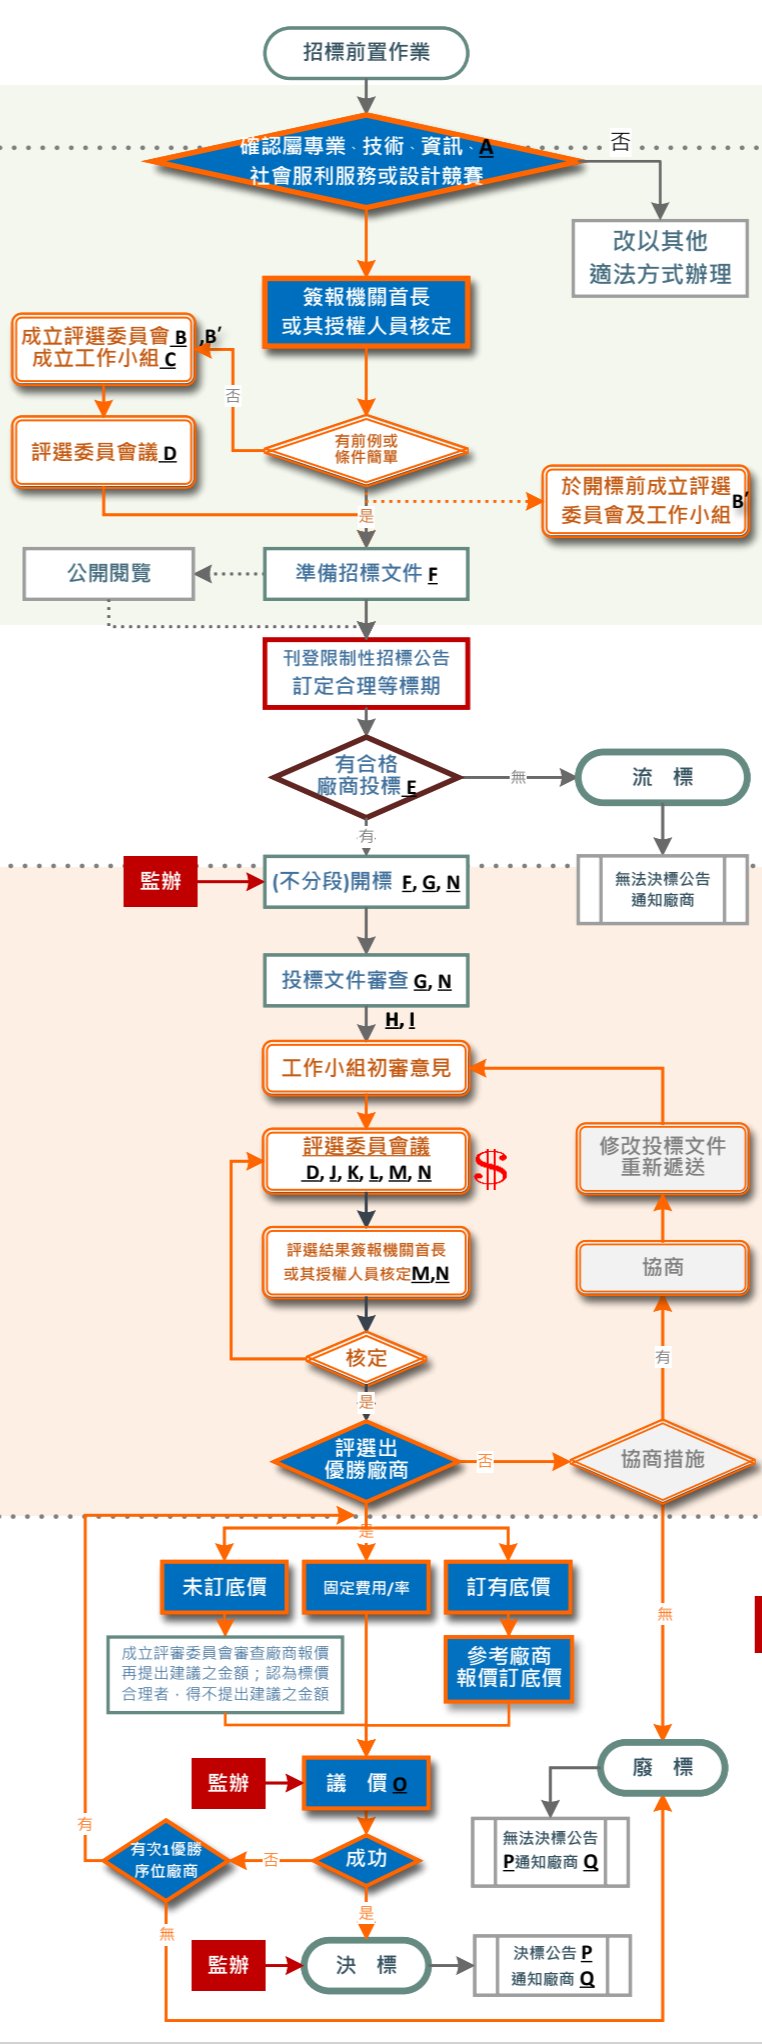 招標前置作業
確認屬專業、技術、資訊、A
社會服利服務或設計競賽
否
改以其他
適法方式辦理
簽報機關首長
或其授權人員核定
成立評選委員會 B ,B′
成立工作小組 C
否
有前例或
條件簡單
評選委員會議 D
是
於開標前成立評選
委員會及工作小組 B′
公開閱覽
準備招標文件 F
刊登限制性招標公告
訂定合理等標期
有合格
廠商投標 E
無
流 標
有
無法決標公告
通知廠商
監辦
(不分段)開標 F, G, N
投標文件審查 G, N
H, I
工作小組初審意見
修改投標文件
重新遞送
評選委員會議
D, J, K, L, M, N
$
評選結果簽報機關首長
或其授權人員核定M,N
協商
核定
有
是
評選出
優勝廠商
否
協商措施
是
未訂底價
固定費用/率
訂有底價
無
成立評審委員會審查廠商報價
再提出建議之金額；認為標價
合理者，得不提出建議之金額
參考廠商
報價訂底價
廢 標
監辦
議 價 O
有
無法決標公告
P通知廠商 Q
有次1優勝
序位廠商
否
成功
是
無
監辦
決 標
決標公告 P
通知廠商 Q